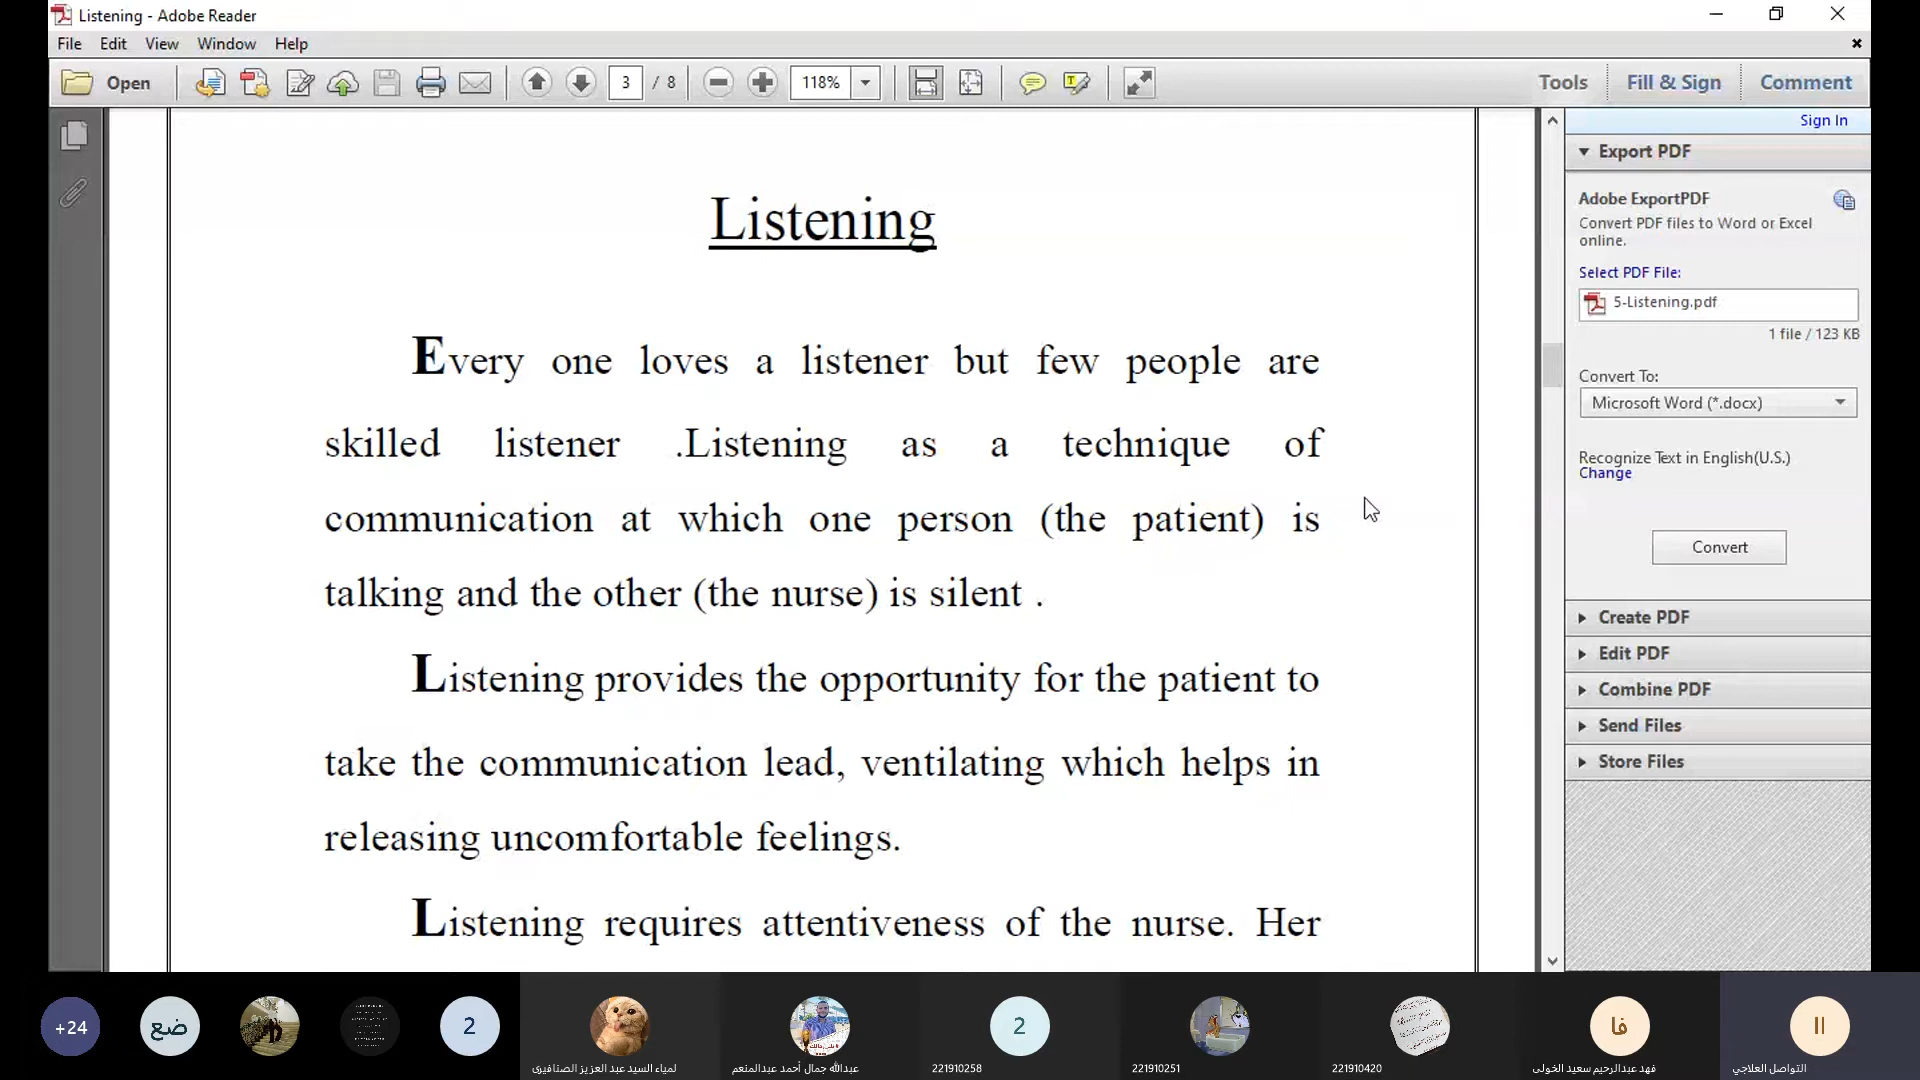 Listening - Adobe Reader
File Edit View Window Help
Open 3 / 8 118% Tools Fill & Sign Comment
Sign In
Export PDF
Adobe ExportPDF
Convert PDF files to Word or Excel
online.
Select PDF File:
5-Listening.pdf
1 file / 123 KB
Convert To:
Microsoft Word (*.docx)
Recognize Text in English(U.S.)
Change
Convert
Create PDF
Edit PDF
Combine PDF
Send Files
Store Files
Listening
Every one loves a listener but few people are
skilled listener .Listening as a technique of
communication at which one person (the patient) is
talking and the other (the nurse) is silent .
Listening provides the opportunity for the patient to
take the communication lead, ventilating which helps in
releasing uncomfortable feelings.
Listening requires attentiveness of the nurse. Her
+24 ضع 2 2 فا اا
لمياء السيد عبد العزيز الصنافيرى
عبدالله جمال أحمد عبدالمنعم
221910258
221910251
221910420
فهد عبدالرحيم سعيد الخولى
التواصل العلاجي